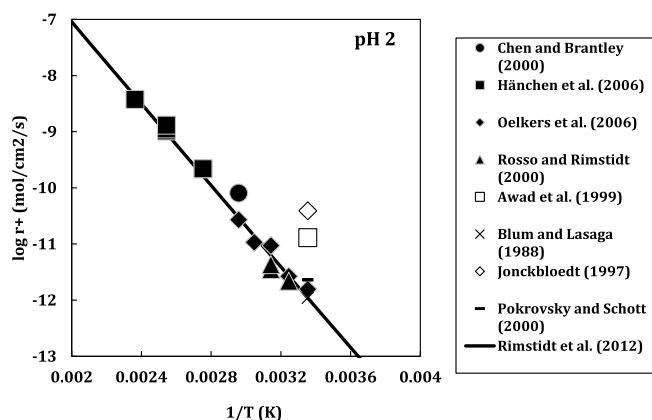 pH 2
log r+ (mol/cm2/s)
-7
-8
-9
-10
-11
-12
-13
0.002
0.0024
0.0028
0.0032
0.0036
0.004
1/T (K)
Chen and Brantley
(2000)
Hänchen et al. (2006)
Oelkers et al. (2006)
Rosso and Rimstidt
(2000)
Awad et al. (1999)
Blum and Lasaga
(1988)
Jonckbloedt (1997)
Pokrovsky and Schott
(2000)
Rimstidt et al. (2012)